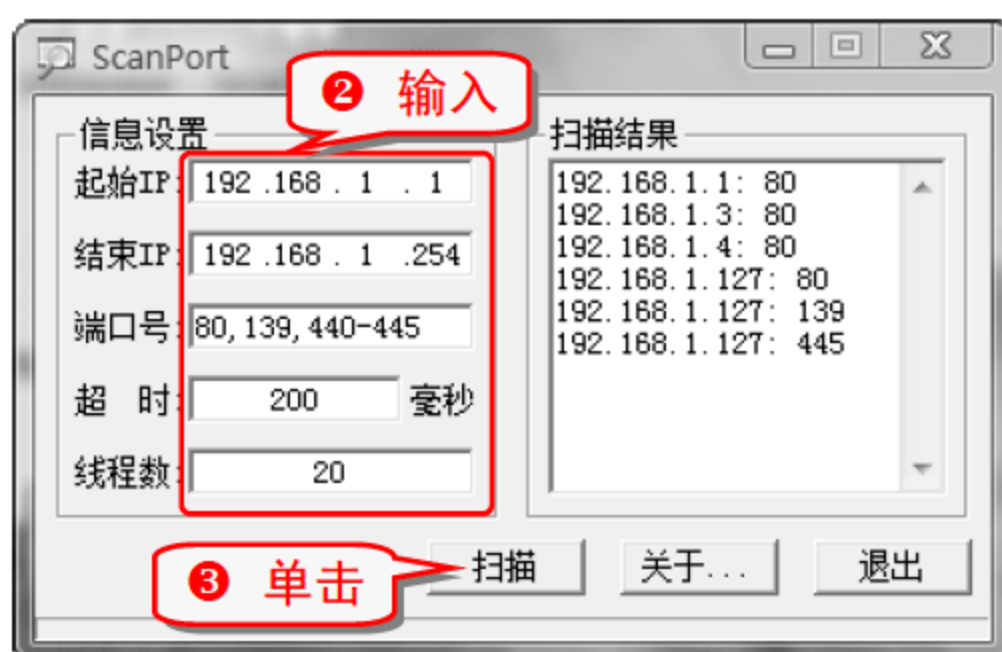 ScanPort
❷ 输入
信息设置
起始IP: 192 .168 . 1 . 1
结束IP: 192 .168 . 1 .254
端口号: 80,139,440-445
超 时: 200 毫秒
线程数: 20
扫描结果
192.168.1.1: 80
192.168.1.3: 80
192.168.1.4: 80
192.168.1.127: 80
192.168.1.127: 139
192.168.1.127: 445
❸ 单击
扫描
关于...
退出